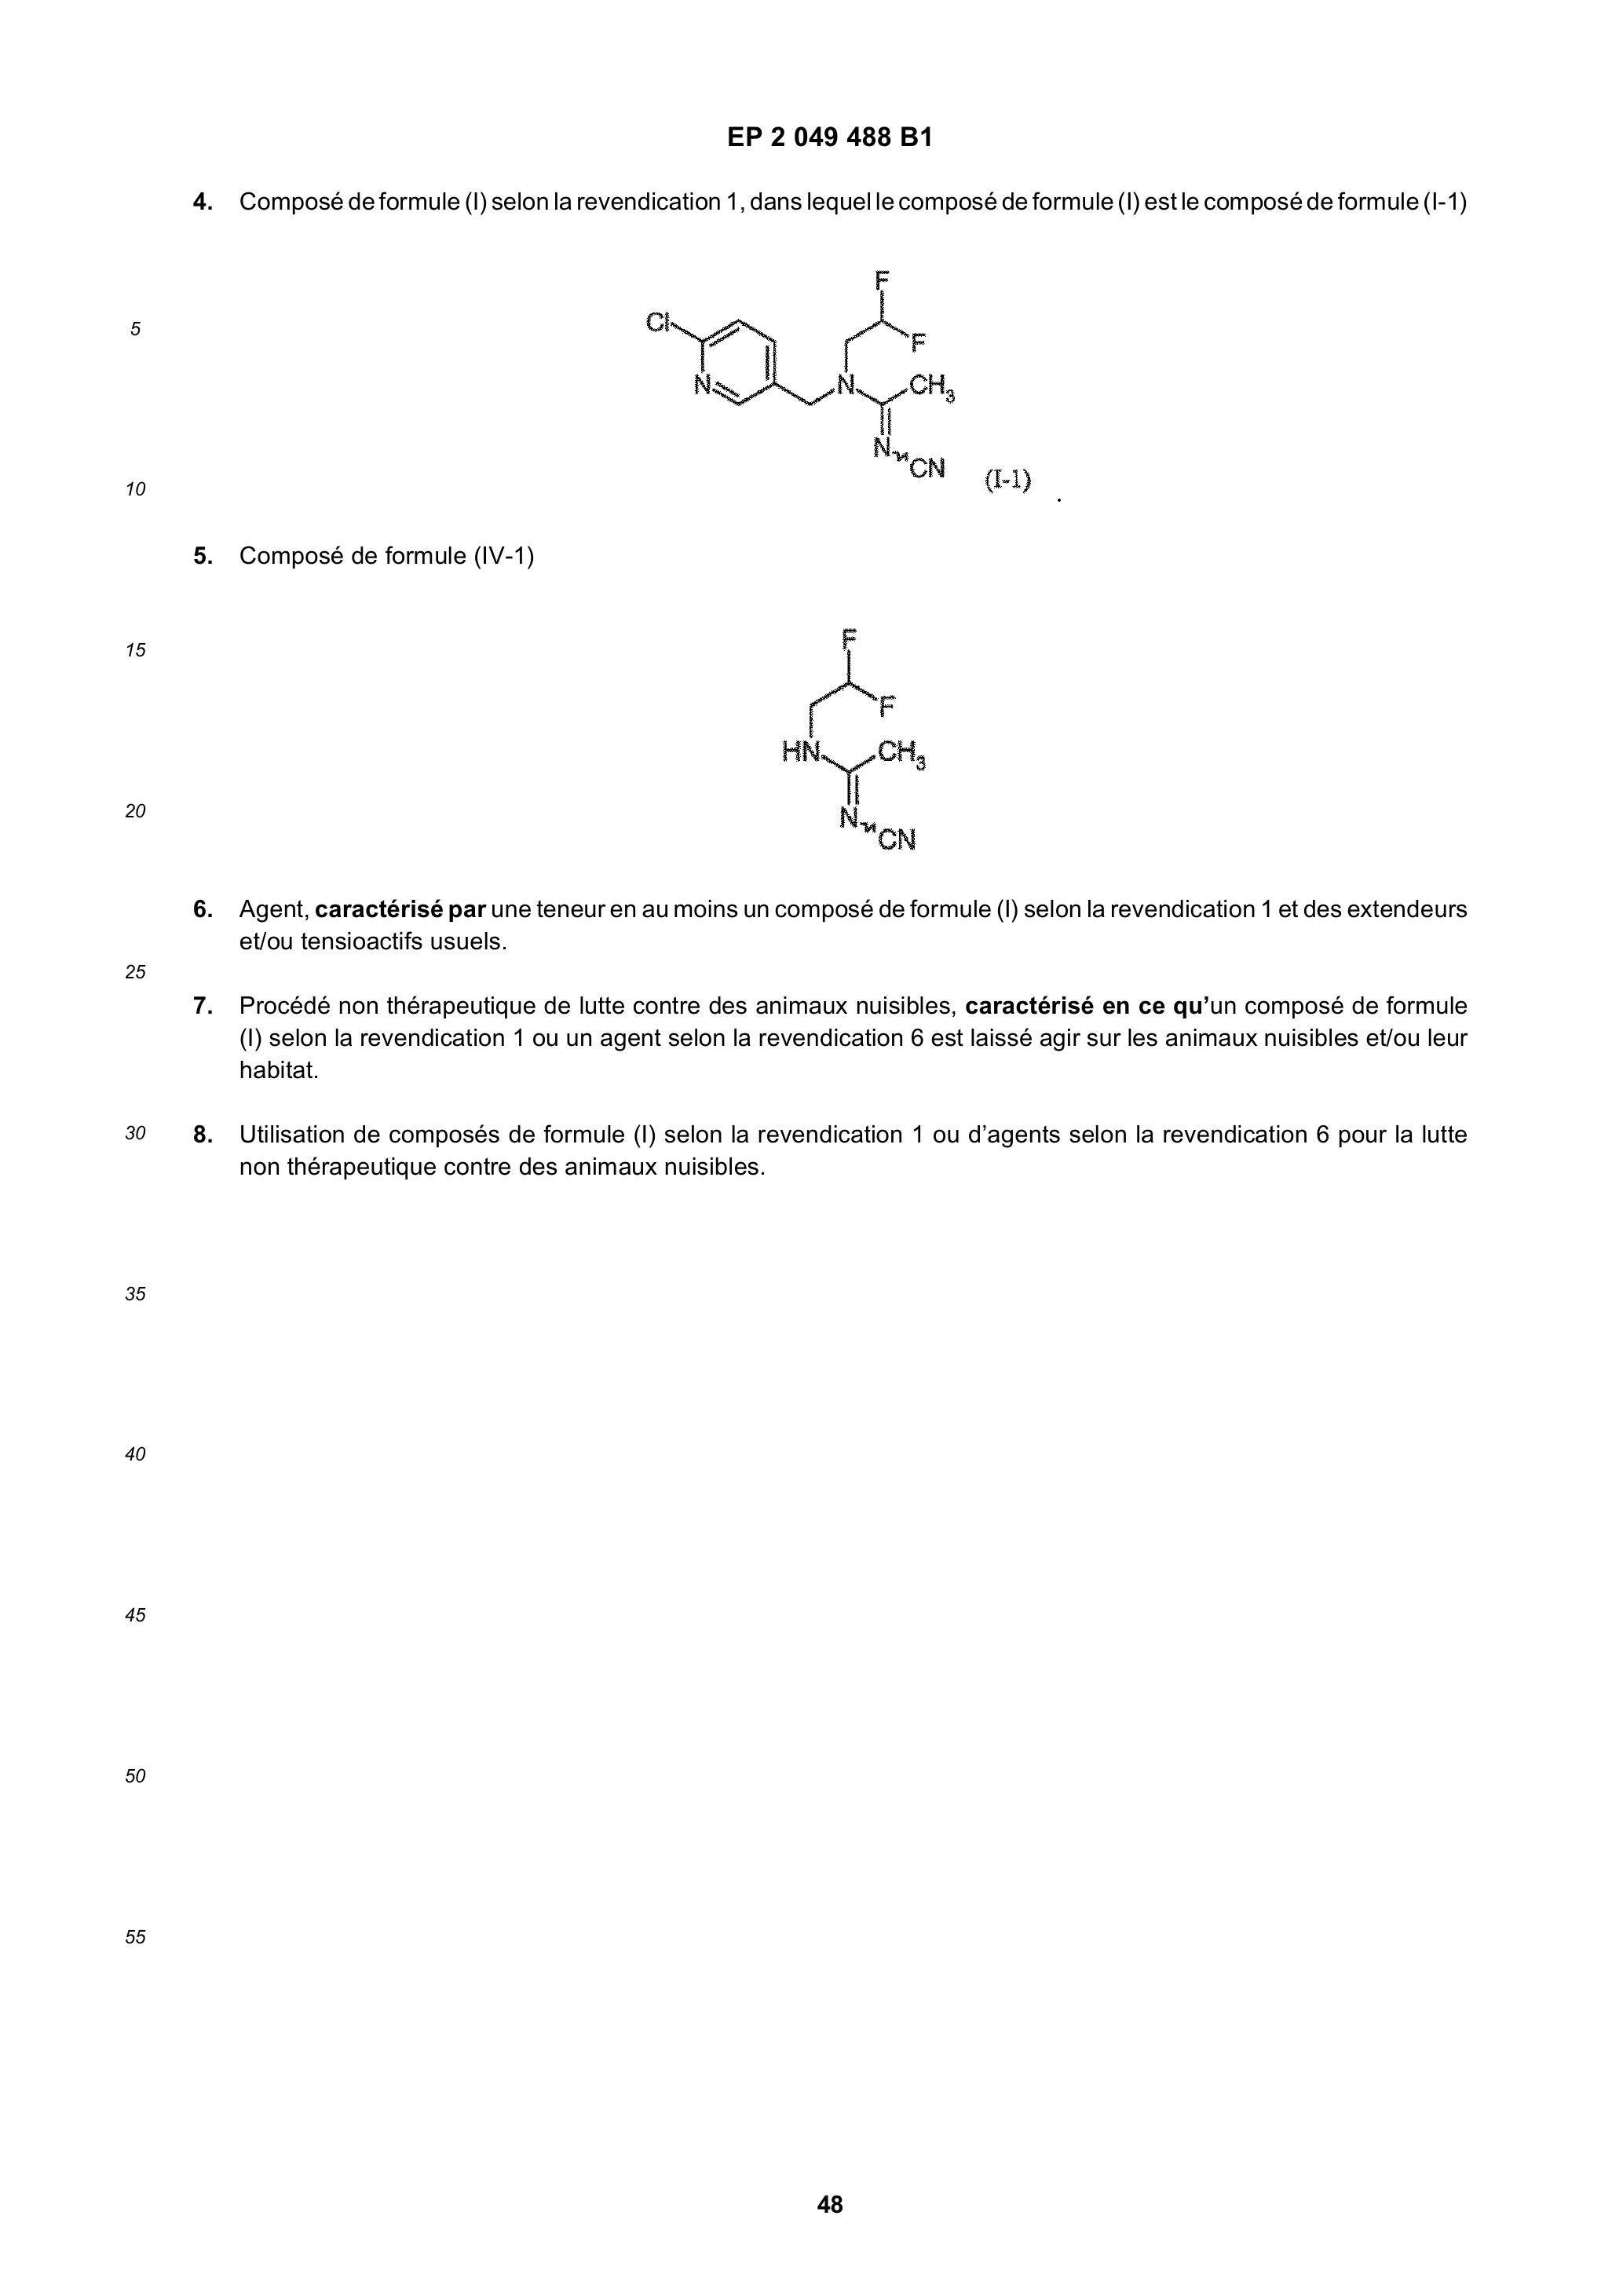 EP 2 049 488 B1
4. Composé de formule (I) selon la revendication 1, dans lequel le composé de formule (I) est le composé de formule (I-1)
F
Cl
5
F
N
N
CH3
N
CN
(I-1)
.
10
5. Composé de formule (IV-1)
F
15
F
HN
CH3
20
N
CN
6. Agent, caractérisé par une teneur en au moins un composé de formule (I) selon la revendication 1 et des extendeurs
et/ou tensioactifs usuels.
25
7. Procédé non thérapeutique de lutte contre des animaux nuisibles, caractérisé en ce qu’un composé de formule
(I) selon la revendication 1 ou un agent selon la revendication 6 est laissé agir sur les animaux nuisibles et/ou leur
habitat.
30
8. Utilisation de composés de formule (I) selon la revendication 1 ou d’agents selon la revendication 6 pour la lutte
non thérapeutique contre des animaux nuisibles.
35
40
45
50
55
48